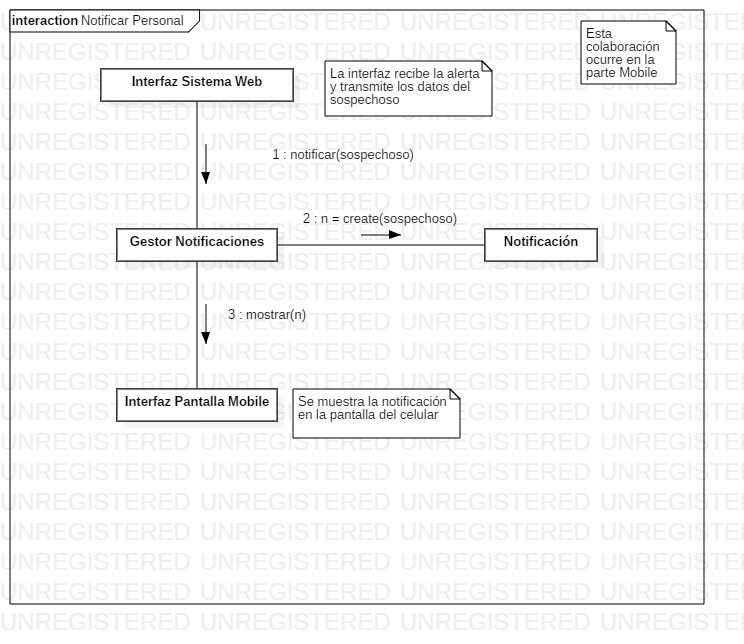 interaction Notificar Personal
Esta
colaboración
ocurre en la
parte Mobile
Interfaz Sistema Web
La interfaz recibe la alerta
y transmite los datos del
sospechoso
1 : notificar(sospechoso)
2 : n = create(sospechoso)
Gestor Notificaciones
Notificación
3 : mostrar(n)
Interfaz Pantalla Mobile
Se muestra la notificación
en la pantalla del celular
UNREGISTERED